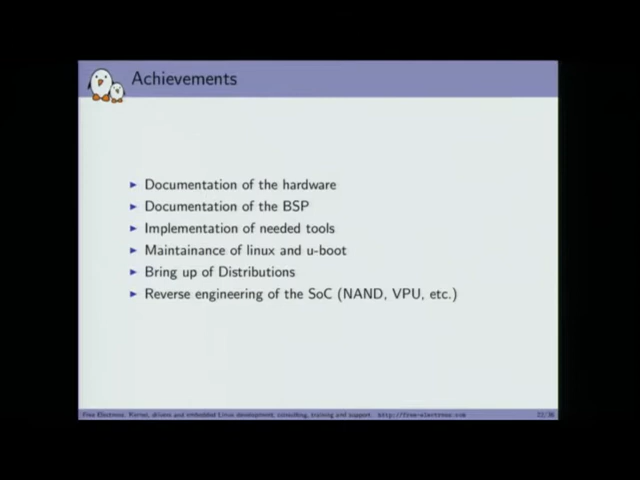 Achievements
Documentation of the hardware
Documentation of the BSP
Implementation of needed tools
Maintainance of linux and u-boot
Bring up of Distributions
Reverse engineering of the SoC (NAND, VPU, etc.)
Free Electrons. Kernel, drivers and embedded Linux development, consulting, training and support. http://free-electrons.com